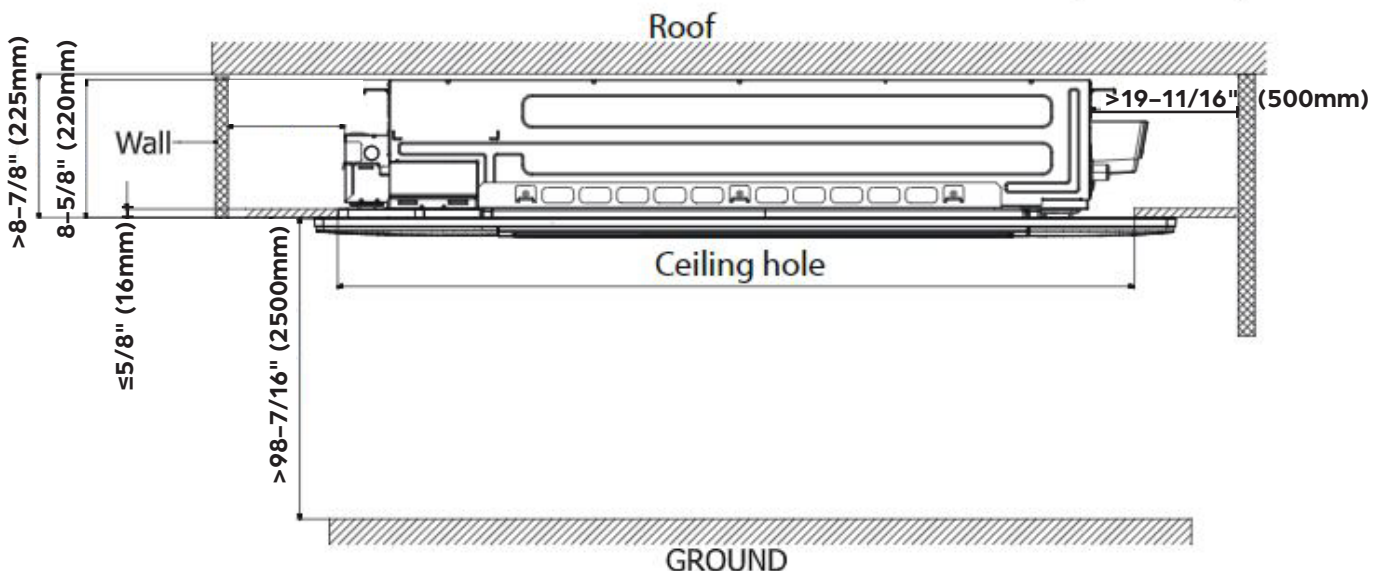 Roof
>8-7/8" (225mm)
8-5/8" (220mm)
Wall
>19-11/16" (500mm)
≤5/8" (16mm)
>98-7/16" (2500mm)
Ceiling hole
GROUND